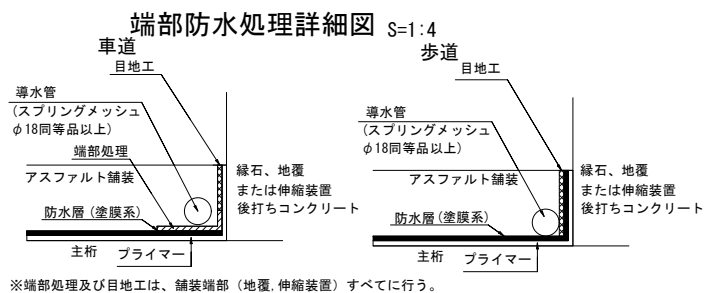 端部防水処理詳細図 S=1:4
車道
目地工
導水管
(スプリングメッシュ
φ18同等品以上)
端部処理
アスファルト舗装
縁石、地覆
または伸縮装置
後打ちコンクリート
防水層(塗膜系)
主桁
プライマー
歩道
目地工
導水管
(スプリングメッシュ
φ18同等品以上)
アスファルト舗装
縁石、地覆
または伸縮装置
後打ちコンクリート
防水層(塗膜系)
主桁
プライマー
※端部処理及び目地工は、舗装端部(地覆,伸縮装置)すべてに行う。